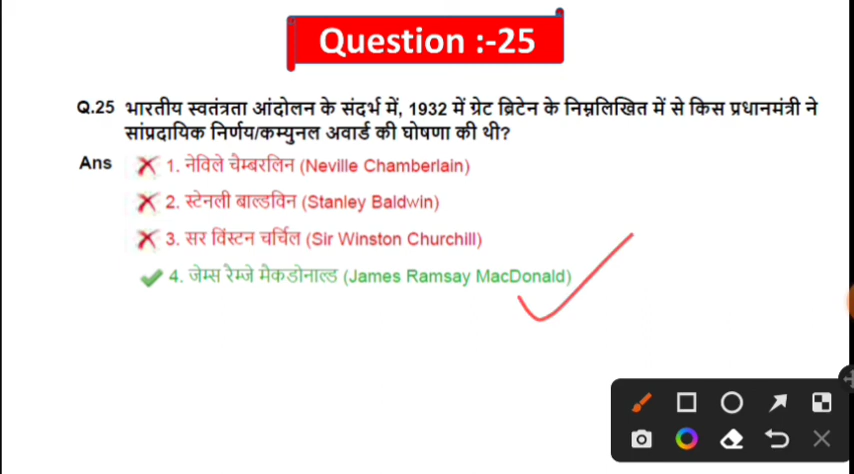 Question :-25
Q.25 भारतीय स्वतंत्रता आंदोलन के संदर्भ में, 1932 में ग्रेट ब्रिटेन के निम्नलिखित में से किस प्रधानमंत्री ने
सांप्रदायिक निर्णय/कम्युनल अवार्ड की घोषणा की थी?
Ans 1. नेविले चैम्बरलिन (Neville Chamberlain)
2. स्टेनली बाल्डविन (Stanley Baldwin)
3. सर विंस्टन चर्चिल (Sir Winston Churchill)
4. जेम्स रैम्जे मैकडोनाल्ड (James Ramsay MacDonald)